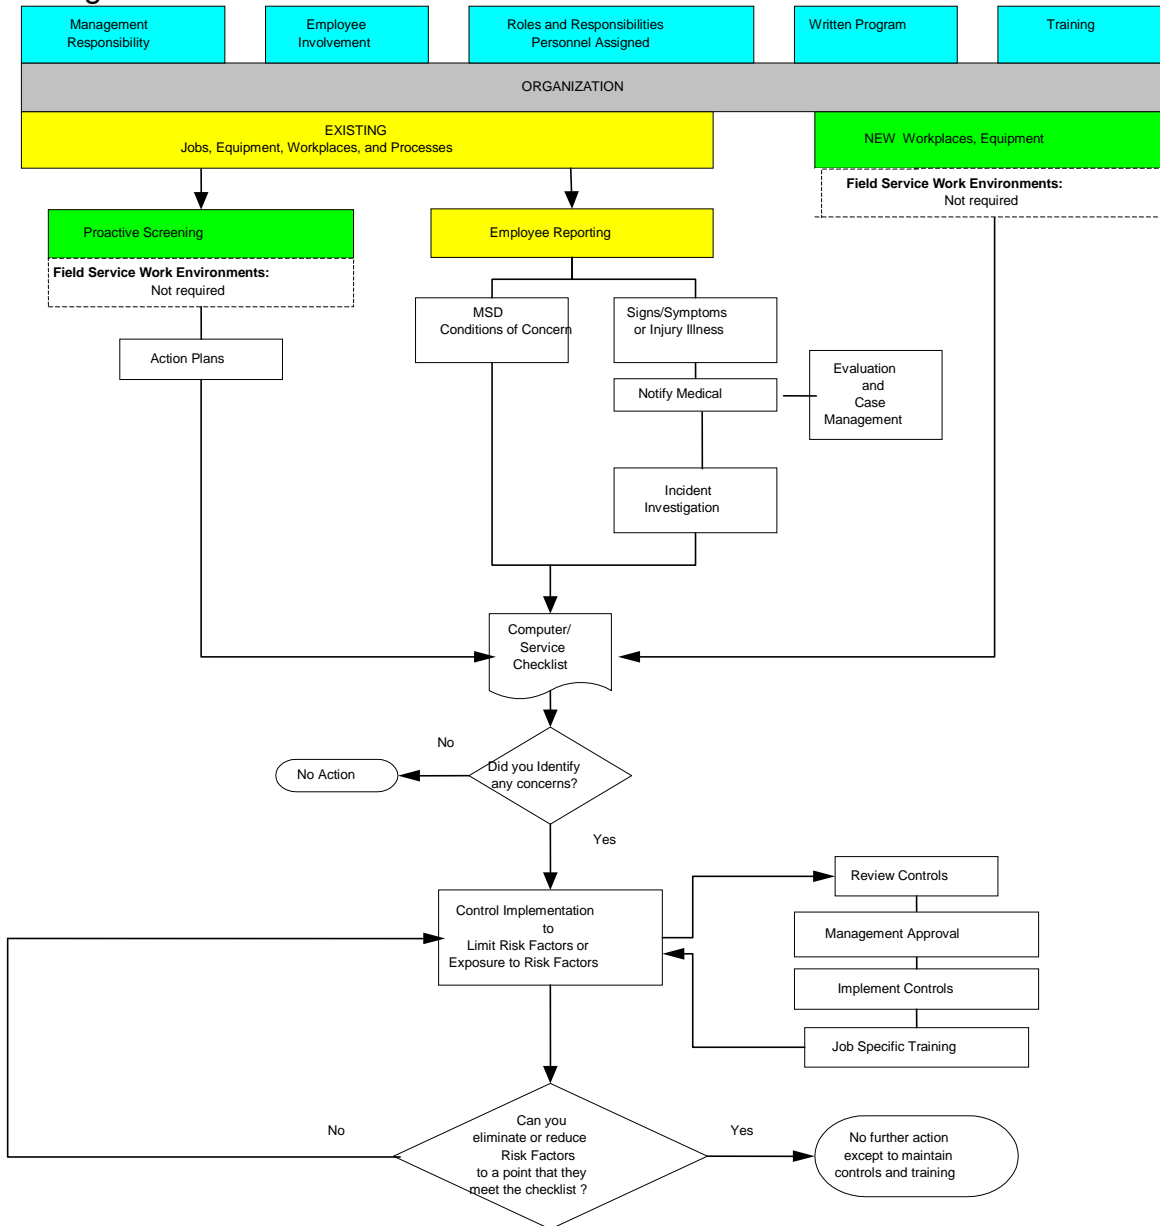 Management
Responsibility
Employee
Involvement
Roles and Responsibilities
Personnel Assigned
Written Program
Training
ORGANIZATION
EXISTING
Jobs, Equipment, Workplaces, and Processes
NEW Workplaces, Equipment
Field Service Work Environments:
Not required
Proactive Screening
Field Service Work Environments:
Not required
Employee Reporting
Action Plans
MSD
Conditions of Concern
Signs/Symptoms
or Injury Illness
Notify Medical
Evaluation
and
Case
Management
Incident
Investigation
Computer/
Service
Checklist
Did you Identify
any concerns?
No
No Action
Yes
Control Implementation
to
Limit Risk Factors or
Exposure to Risk Factors
Review Controls
Management Approval
Implement Controls
Job Specific Training
Can you
eliminate or reduce
Risk Factors
to a point that they
meet the checklist ?
No
Yes
No further action
except to maintain
controls and training